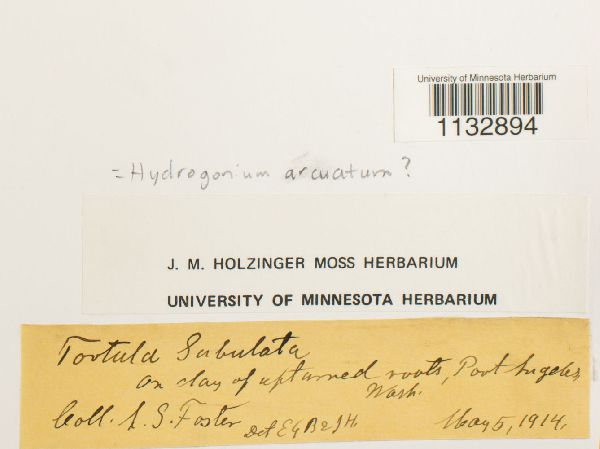 University of Minnesota Herbarium
1132894
= Hydrogonium arcuatum?
J. M. HOLZINGER MOSS HERBARIUM
UNIVERSITY OF MINNESOTA HERBARIUM
Tortula Subulata
on clay of upturned roots, Port Angeles,
Wash.
Coll. A. S. Foster Det E G B & J H. May 5, 1914.